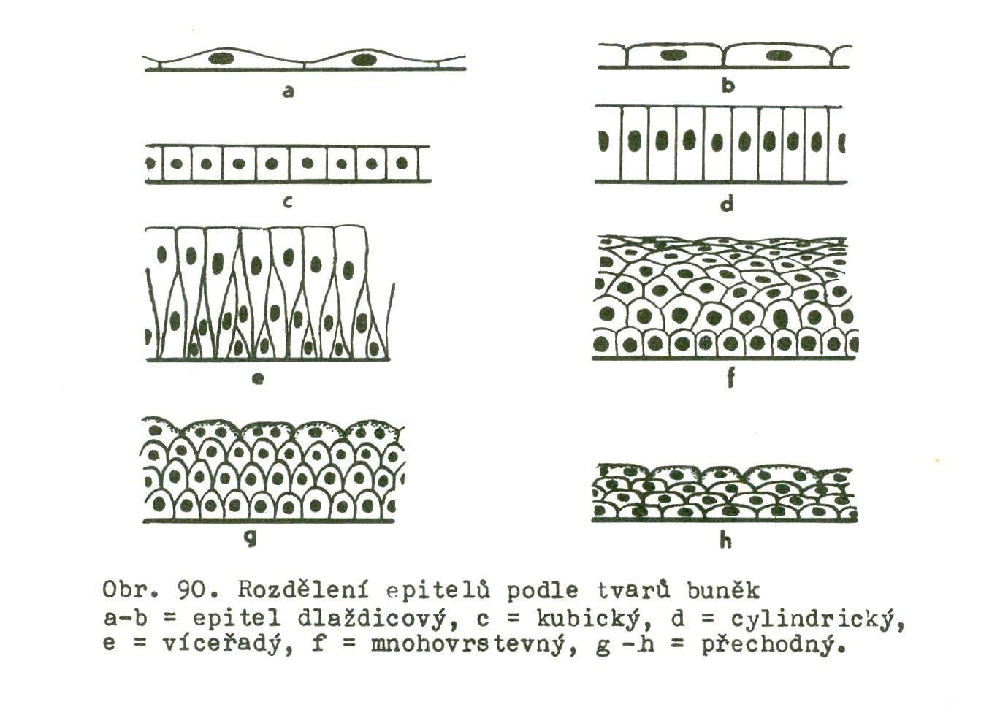 a
b
c
d
e
f
g
h
Obr. 90. Rozdělení epitelů podle tvarů buněk
a-b = epitel dlaždicový, c = kubický, d = cylindrický,
e = víceřadý, f = mnohovrstevný, g -h = přechodný.